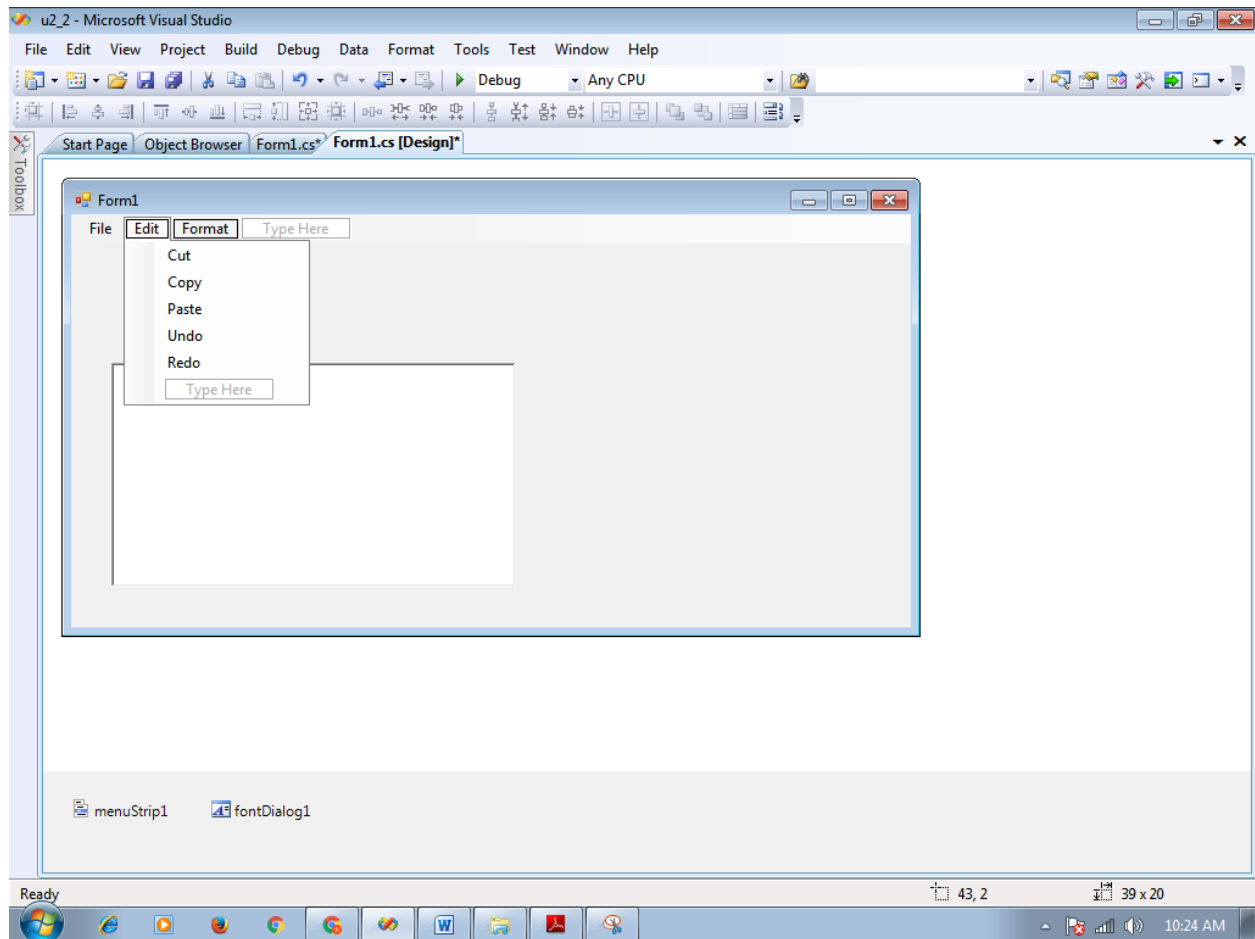 u2_2 - Microsoft Visual Studio
File Edit View Project Build Debug Data Format Tools Test Window Help
Debug Any CPU
Toolbox
Start Page Object Browser Form1.cs* Form1.cs [Design]*
Form1
File Edit Format Type Here
Cut
Copy
Paste
Undo
Redo
Type Here
menuStrip1 fontDialog1
Ready 43, 2 39 x 20
10:24 AM